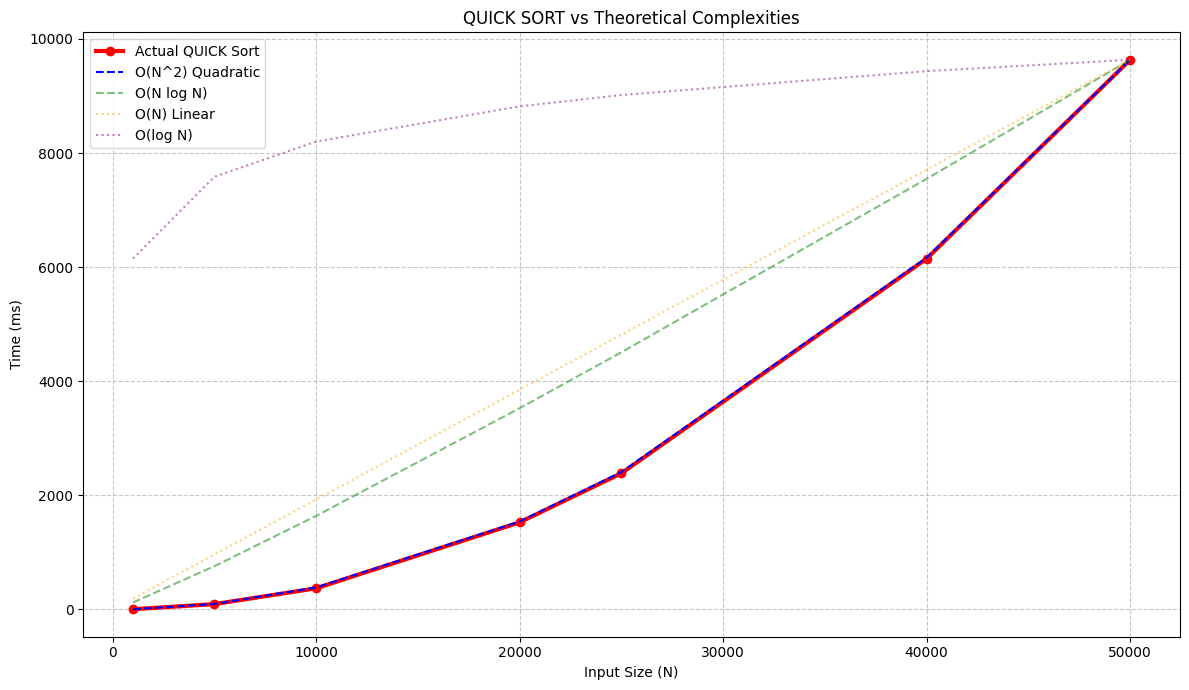 QUICK SORT vs Theoretical Complexities
Actual QUICK Sort
O(N^2) Quadratic
O(N log N)
O(N) Linear
O(log N)
Time (ms)
10000
8000
6000
4000
2000
0
0 10000 20000 30000 40000 50000
Input Size (N)